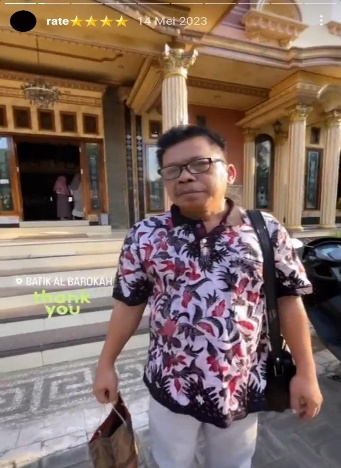 rate⭐⭐⭐⭐ 14 Mei 2023
BATIK AL BAROKAH
thank
you